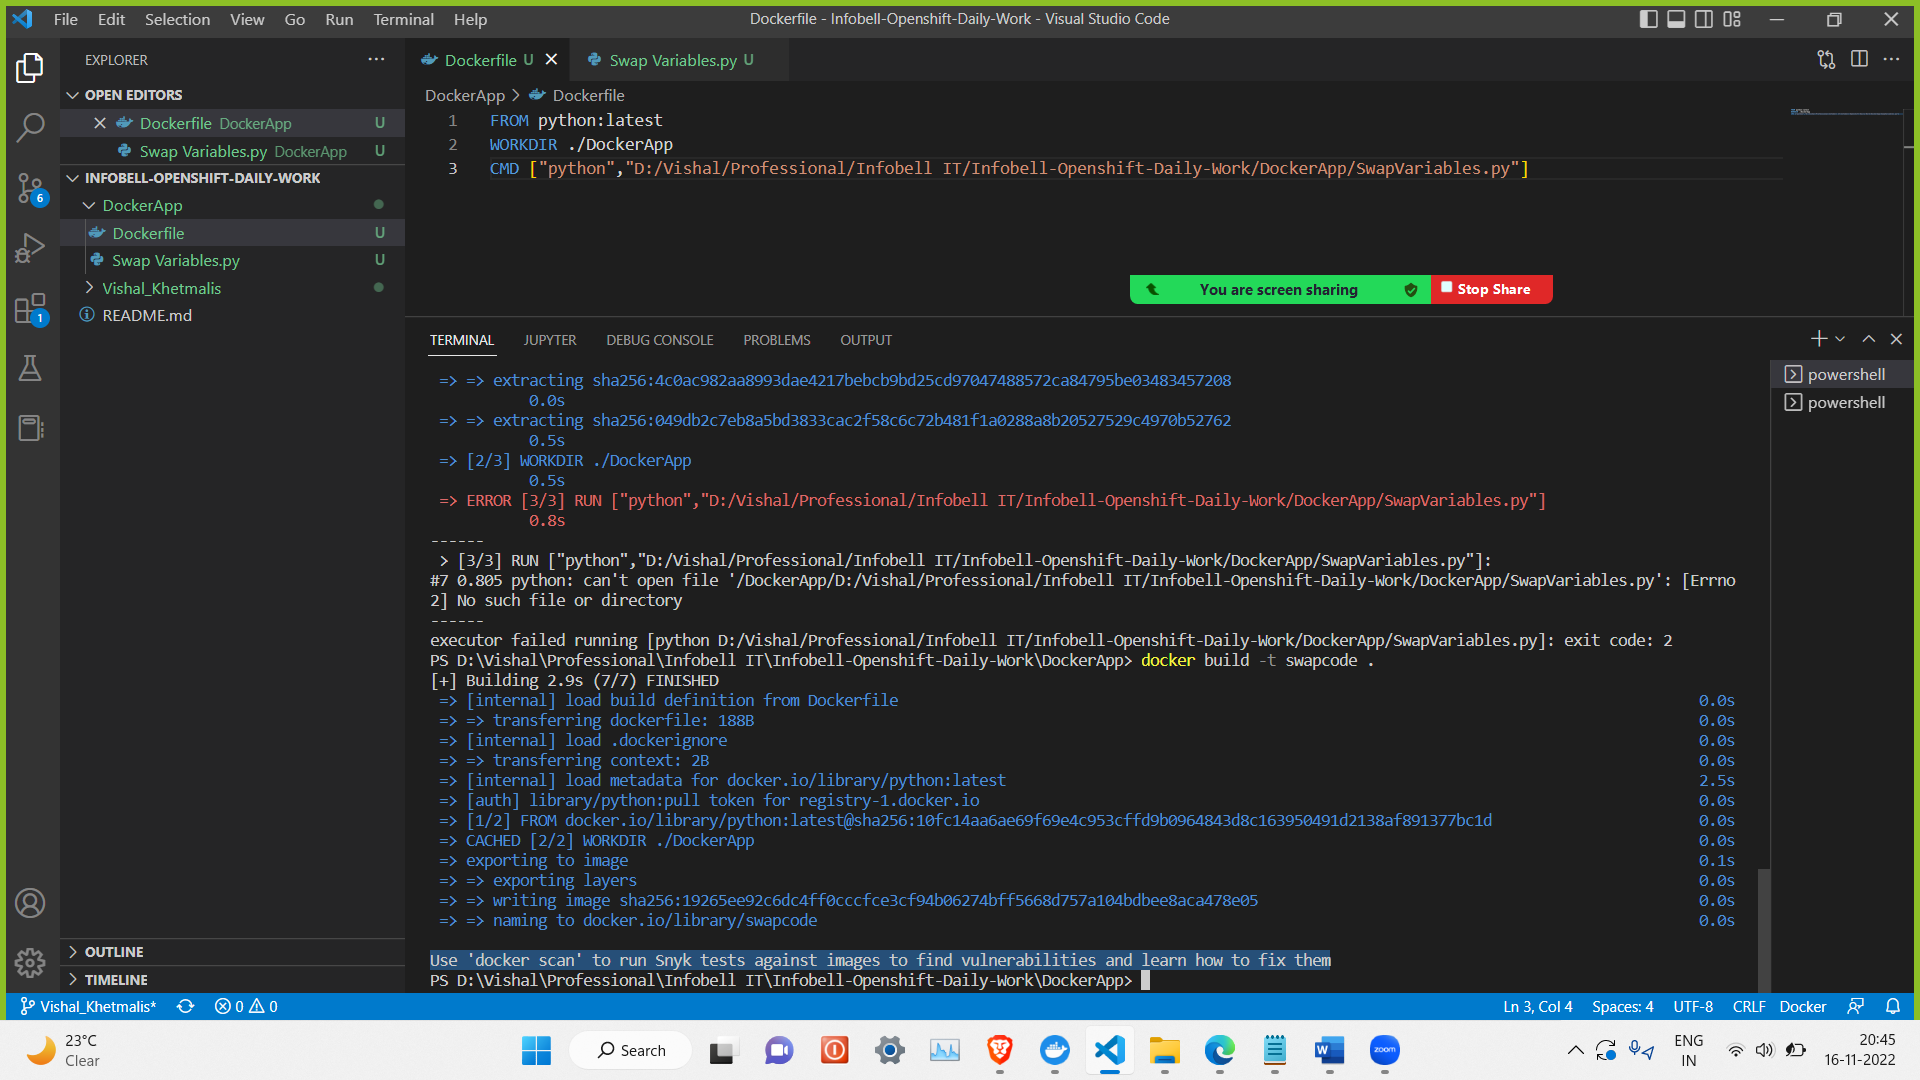 File Edit Selection View Go Run Terminal Help
Dockerfile - Infobell-Openshift-Daily-Work - Visual Studio Code
EXPLORER
OPEN EDITORS
Dockerfile DockerApp U
Swap Variables.py DockerApp U
INFOBELL-OPENSHIFT-DAILY-WORK
DockerApp
Dockerfile U
Swap Variables.py U
Vishal_Khetmalis
README.md
6
1
OUTLINE
TIMELINE
Dockerfile U
Swap Variables.py U
DockerApp > Dockerfile
1 FROM python:latest
2 WORKDIR ./DockerApp
3 CMD ["python","D:/Vishal/Professional/Infobell IT/Infobell-Openshift-Daily-Work/DockerApp/SwapVariables.py"]
You are screen sharing
Stop Share
TERMINAL JUPYTER DEBUG CONSOLE PROBLEMS OUTPUT
powershell
powershell
=> => extracting sha256:4c0ac982aa8993dae4217bebcb9bd25cd97047488572ca84795be03483457208
0.0s
=> => extracting sha256:049db2c7eb8a5bd3833cac2f58c6c72b481f1a0288a8b20527529c4970b52762
0.5s
=> [2/3] WORKDIR ./DockerApp
0.5s
=> ERROR [3/3] RUN ["python","D:/Vishal/Professional/Infobell IT/Infobell-Openshift-Daily-Work/DockerApp/SwapVariables.py"]
0.8s
------
> [3/3] RUN ["python","D:/Vishal/Professional/Infobell IT/Infobell-Openshift-Daily-Work/DockerApp/SwapVariables.py"]:
#7 0.805 python: can't open file '/DockerApp/D:/Vishal/Professional/Infobell IT/Infobell-Openshift-Daily-Work/DockerApp/SwapVariables.py': [Errno
2] No such file or directory
------
executor failed running [python D:/Vishal/Professional/Infobell IT/Infobell-Openshift-Daily-Work/DockerApp/SwapVariables.py]: exit code: 2
PS D:\Vishal\Professional\Infobell IT\Infobell-Openshift-Daily-Work\DockerApp> docker build -t swapcode .
[+] Building 2.9s (7/7) FINISHED
=> [internal] load build definition from Dockerfile 0.0s
=> => transferring dockerfile: 188B 0.0s
=> [internal] load .dockerignore 0.0s
=> => transferring context: 2B 0.0s
=> [internal] load metadata for docker.io/library/python:latest 2.5s
=> [auth] library/python:pull token for registry-1.docker.io 0.0s
=> [1/2] FROM docker.io/library/python:latest@sha256:10fc14aa6ae69f69e4c953cffd9b0964843d8c163950491d2138af891377bc1d 0.0s
=> CACHED [2/2] WORKDIR ./DockerApp 0.0s
=> exporting to image 0.1s
=> => exporting layers 0.0s
=> => writing image sha256:19265ee92c6dc4ff0cccfce3cf94b06274bff5668d757a104bdbee8aca478e05 0.0s
=> => naming to docker.io/library/swapcode 0.0s
Use 'docker scan' to run Snyk tests against images to find vulnerabilities and learn how to fix them
PS D:\Vishal\Professional\Infobell IT\Infobell-Openshift-Daily-Work\DockerApp>
Vishal_Khetmalis* 0 0
Ln 3, Col 4 Spaces: 4 UTF-8 CRLF Docker
23°C
Clear
Search
W
zoom
ENG
IN
20:45
16-11-2022